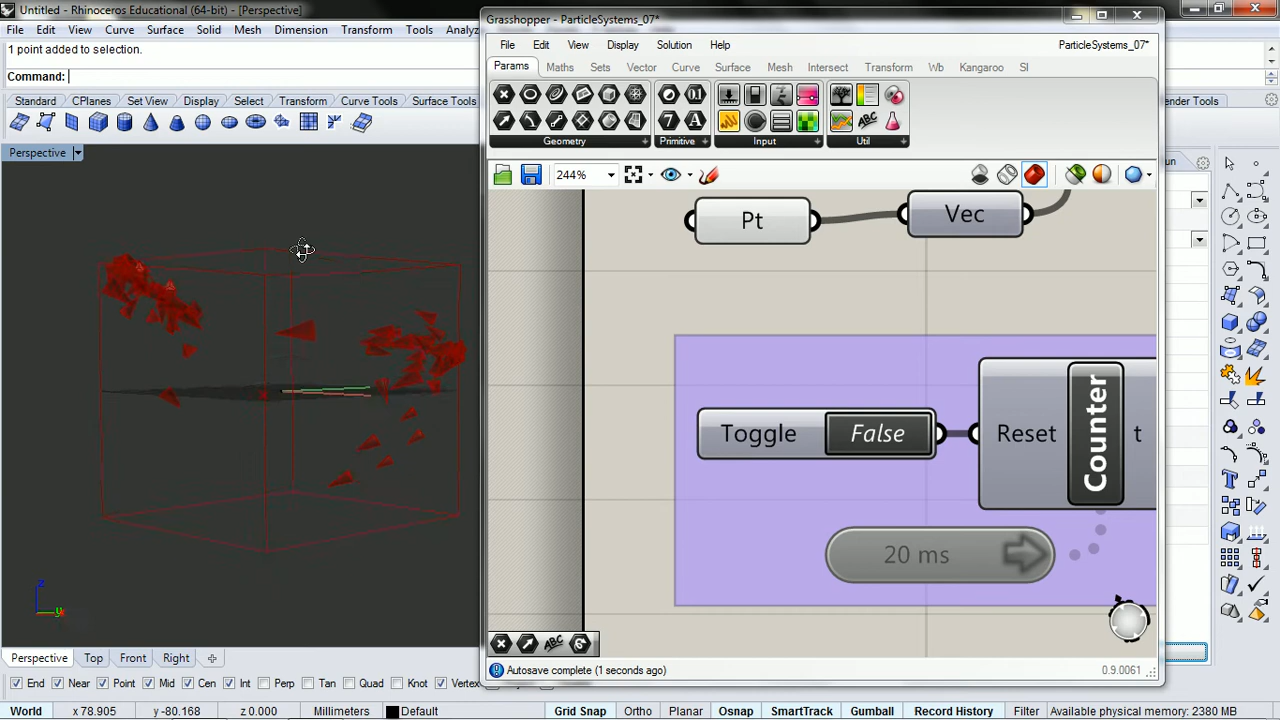 Untitled - Rhinoceros Educational (64-bit) - [Perspective]
File Edit View Curve Surface Solid Mesh Dimension Transform Tools Analyz
1 point added to selection.
Command:
Standard CPlanes Set View Display Select Transform Curve Tools Surface Tools
Perspective
Grasshopper - ParticleSystems_07*
File Edit View Display Solution Help ParticleSystems_07*
Params Maths Sets Vector Curve Surface Mesh Intersect Transform Wb Kangaroo SI
Geometry Primitive Input Util
244%
Pt Vec
Toggle False Reset Counter t
20 ms
Autosave complete (1 seconds ago) 0.9.0061
ender Tools
z
y
Perspective Top Front Right
End Near Point Mid Cen Int Perp Tan Quad Knot Vertex
World x 78.905 y -80.168 z 0.000 Millimeters Default Grid Snap Ortho Planar Osnap SmartTrack Gumball Record History Filter Available physical memory: 2380 MB